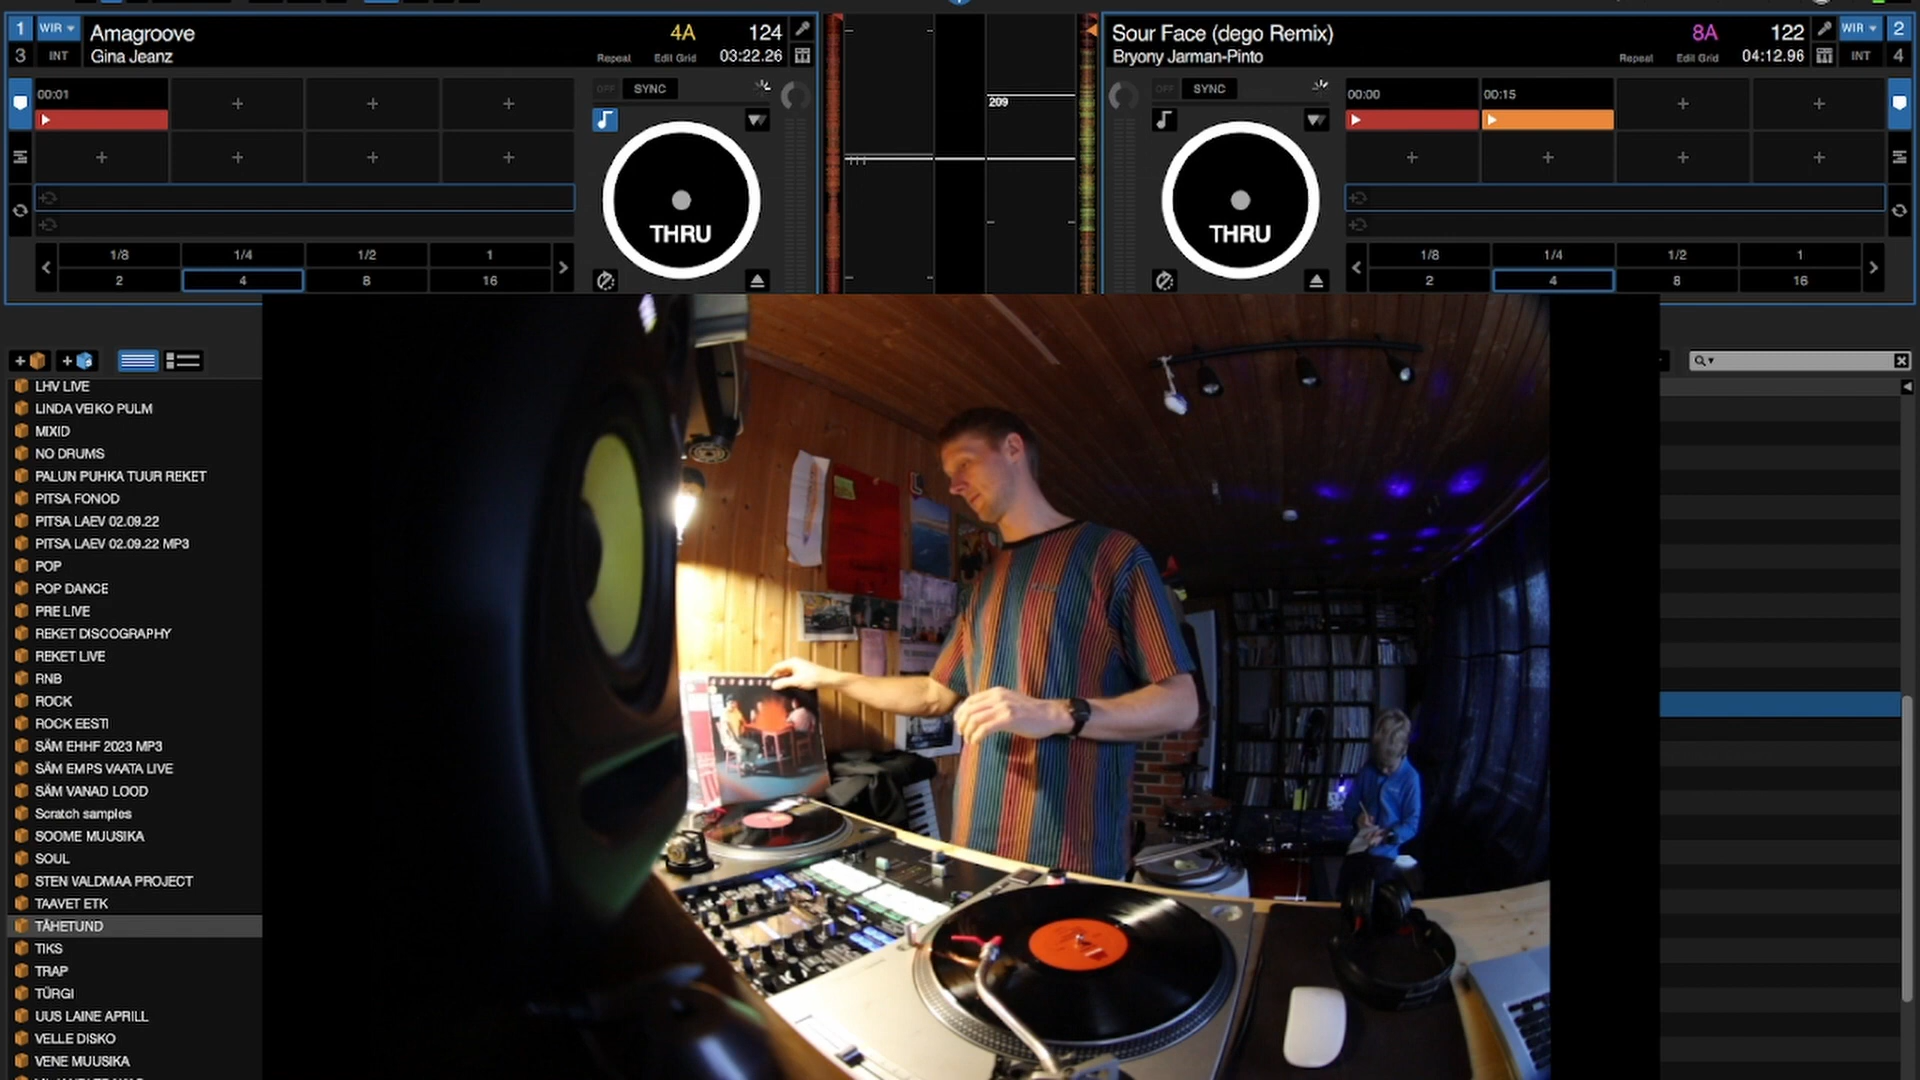 1 WIR Amagroove 4A 124
3 INT Gina Jeanz Repeat Edit Grid 03:22.26
00:01
OFF SYNC
THRU
1/8 1/4 1/2 1
2 4 8 16
209
Sour Face (dego Remix) 8A 122 WIR 2
Bryony Jarman-Pinto Repeat Edit Grid 04:12.96 INT 4
OFF SYNC
00:00 00:15
THRU
1/8 1/4 1/2 1
2 4 8 16
LHV LIVE
LINDA VEIKO PULM
MIXID
NO DRUMS
PALUN PUHKA TUUR REKET
PITSA FONOD
PITSA LAEV 02.09.22
PITSA LAEV 02.09.22 MP3
POP
POP DANCE
PRE LIVE
REKET DISCOGRAPHY
REKET LIVE
RNB
ROCK
ROCK EESTI
SÄM EHHF 2023 MP3
SÄM EMPS VAATA LIVE
SÄM VANAD LOOD
Scratch samples
SOOME MUUSIKA
SOUL
STEN VALDMAA PROJECT
TAAVET ETK
TÄHETUND
TIKS
TRAP
TÜRGI
UUS LAINE APRILL
VELLE DISKO
VENE MUUSIKA